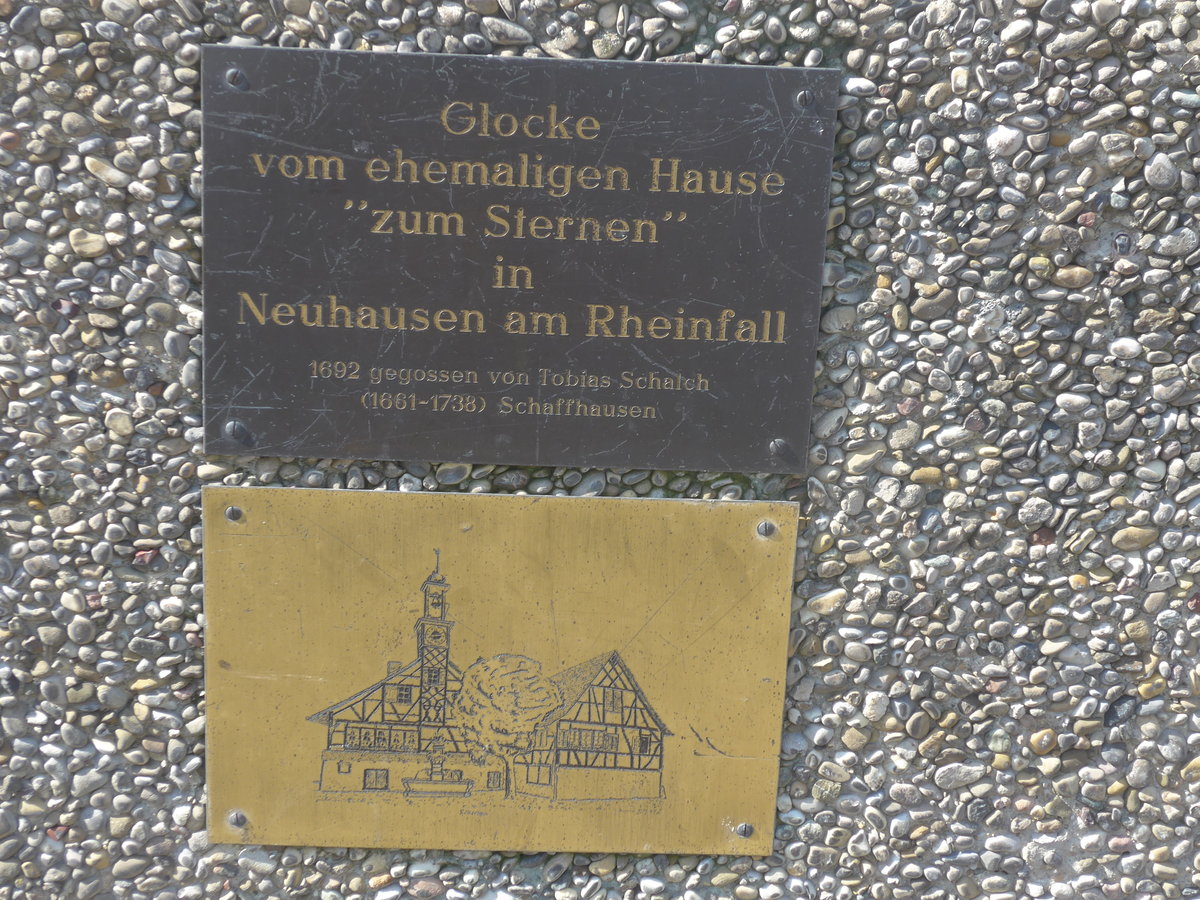 Glocke
vom ehemaligen Hause
"zum Sternen"
in
Neuhausen am Rheinfall
1692 gegossen von Tobias Schalch
(1661-1738) Schaffhausen